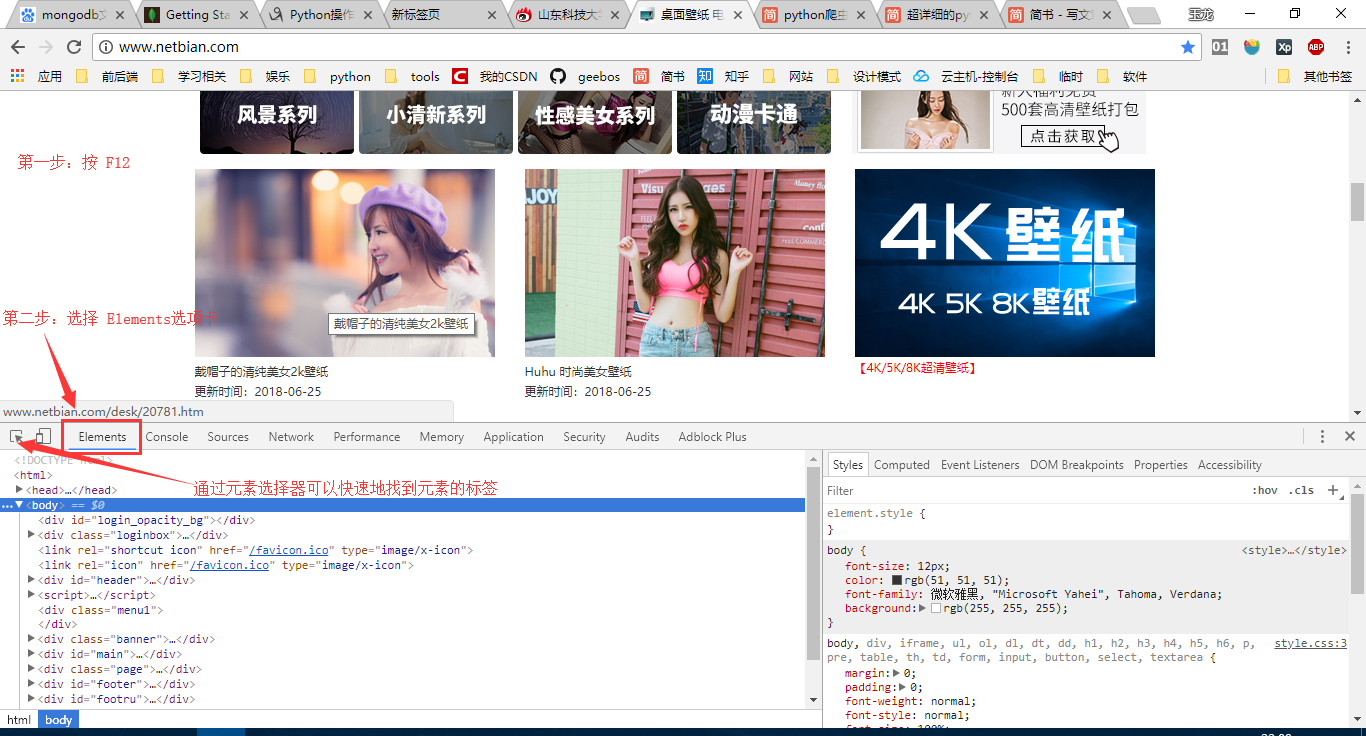 mongodb文
Getting Sta
Python操作
新标签页
山东科技大学
桌面壁纸 电
python爬虫
超详细的py
简书 - 写文章
玉龙
www.netbian.com
应用 前后端 学习相关 娱乐 python tools 我的CSDN geebos 简书 知乎 网站 设计模式 云主机-控制台 临时 软件 其他书签
风景系列 小清新系列 性感美女系列 动漫卡通
500套高清壁纸打包
点击获取
第一步：按 F12
4K壁纸
4K 5K 8K壁纸
第二步：选择 Elements选项卡
戴帽子的清纯美女2k壁纸
戴帽子的清纯美女2k壁纸
更新时间：2018-06-25
Huhu 时尚美女壁纸
更新时间：2018-06-25
【4K/5K/8K超清壁纸】
www.netbian.com/desk/20781.htm
Elements Console Sources Network Performance Memory Application Security Audits Adblock Plus
<!DOCTYPE html>
<html>
<head>…</head>
通过元素选择器可以快速地找到元素的标签
<body> == $0
<div id="login_opacity_bg"></div>
<div class="loginbox">…</div>
<link rel="shortcut icon" href="/favicon.ico" type="image/x-icon">
<link rel="icon" href="/favicon.ico" type="image/x-icon">
<div id="header">…</div>
<script>…</script>
<div class="menu1">
</div>
<div class="banner">…</div>
<div id="main">…</div>
<div class="page">…</div>
<div id="footer">…</div>
<div id="footru">…</div>
html body
Styles Computed Event Listeners DOM Breakpoints Properties Accessibility
Filter :hov .cls +
element.style {
}
body { <style>…</style>
font-size: 12px;
color: rgb(51, 51, 51);
font-family: 微软雅黑, "Microsoft Yahei", Tahoma, Verdana;
background: rgb(255, 255, 255);
}
body, div, iframe, ul, ol, dl, dt, dd, h1, h2, h3, h4, h5, h6, p, style.css:3
pre, table, th, td, form, input, button, select, textarea {
margin: 0;
padding: 0;
font-weight: normal;
font-style: normal;